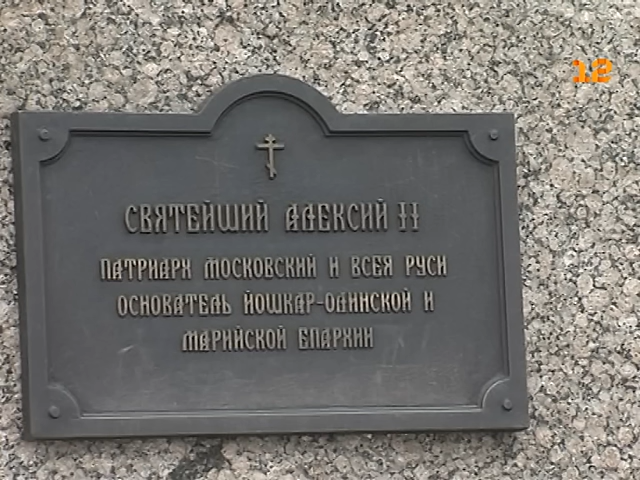 12
СВЯТЕЙШИЙ АЛЕКСИЙ II
ПАТРИАРХ МОСКОВСКИЙ И ВСЕЯ РУСИ
ОСНОВАТЕЛЬ ЙОШКАР-ОЛИНСКОЙ И
МАРИЙСКОЙ ЕПАРХИИ